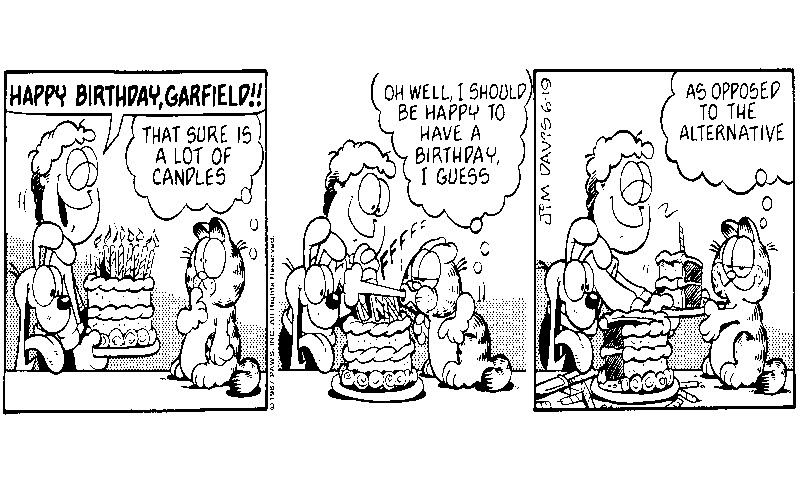 HAPPY BIRTHDAY, GARFIELD!!
THAT SURE IS
A LOT OF
CANDLES
OH WELL, I SHOULD
BE HAPPY TO
HAVE A
BIRTHDAY,
I GUESS
FFFFF
JIM DAVIS 6-19
AS OPPOSED
TO THE
ALTERNATIVE